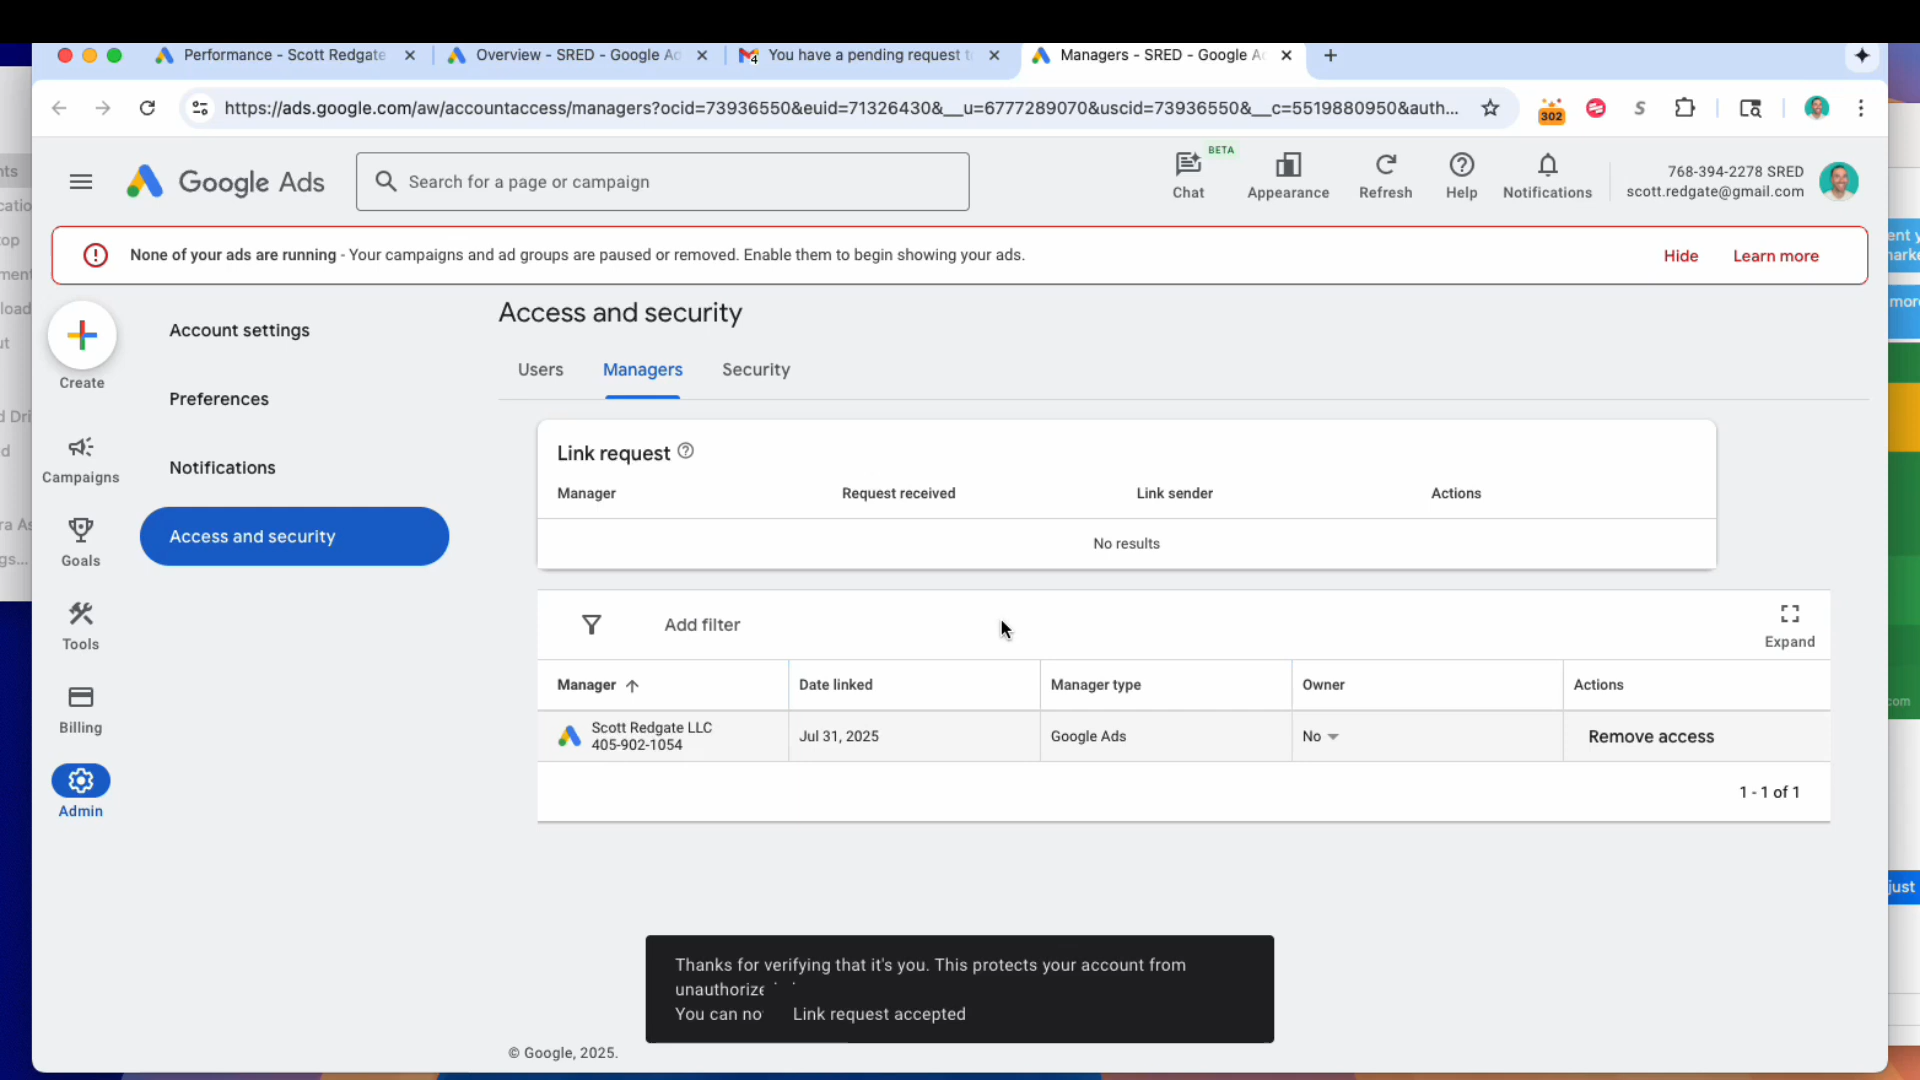 Performance - Scott Redgate
Overview - SRED - Google Ad
4
You have a pending request t
Managers - SRED - Google Ad
https://ads.google.com/aw/accountaccess/managers?ocid=73936550&euid=71326430&__u=6777289070&uscid=73936550&__c=5519880950&auth...
302
S
Google Ads
Search for a page or campaign
BETA
Chat
Appearance
Refresh
Help
Notifications
768-394-2278 SRED
scott.redgate@gmail.com
None of your ads are running - Your campaigns and ad groups are paused or removed. Enable them to begin showing your ads.
Hide
Learn more
Create
Campaigns
Goals
Tools
Billing
Admin
Account settings
Preferences
Notifications
Access and security
Access and security
Users
Managers
Security
Link request
Manager
Request received
Link sender
Actions
No results
Add filter
Expand
Manager
Date linked
Manager type
Owner
Actions
Scott Redgate LLC
405-902-1054
Jul 31, 2025
Google Ads
No
Remove access
1 - 1 of 1
Thanks for verifying that it's you. This protects your account from
unauthorize
You can no
Link request accepted
© Google, 2025.
just
more
com